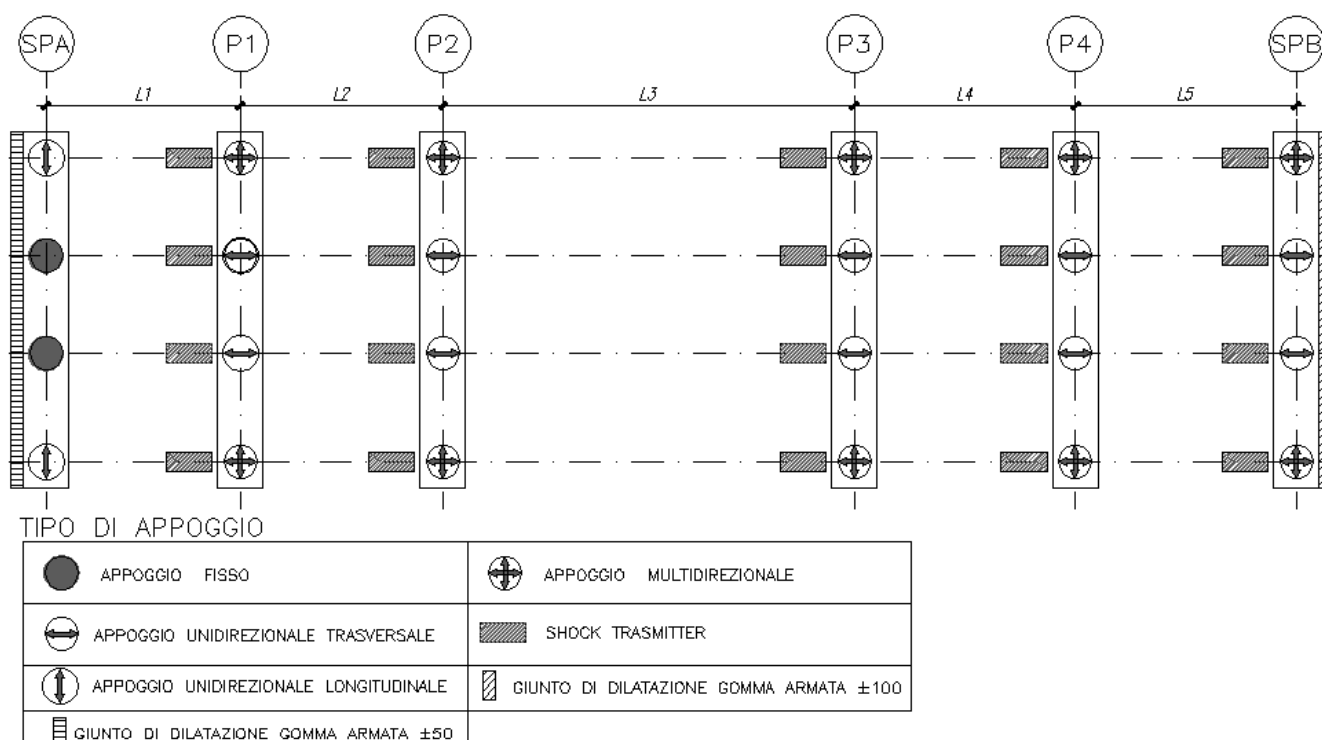 SPA P1 P2 P3 P4 SPB
L1 L2 L3 L4 L5
TIPO DI APPOGGIO
APPOGGIO FISSO
APPOGGIO MULTIDIREZIONALE
APPOGGIO UNIDIREZIONALE TRASVERSALE
SHOCK TRASMITTER
APPOGGIO UNIDIREZIONALE LONGITUDINALE
GIUNTO DI DILATAZIONE GOMMA ARMATA ±100
GIUNTO DI DILATAZIONE GOMMA ARMATA ±50